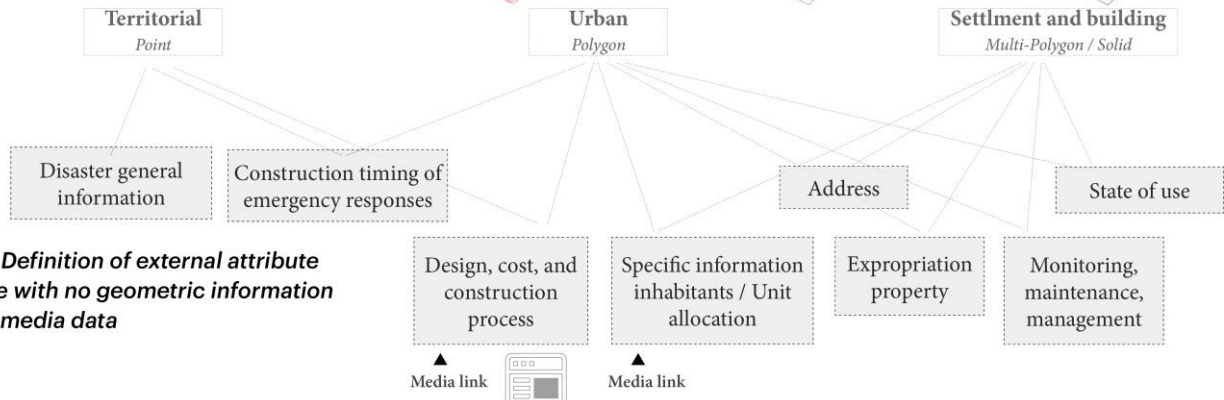 Territorial
Point
Urban
Polygon
Settlment and building
Multi-Polygon / Solid
Disaster general
information
Construction timing of
emergency responses
Address
State of use
Definition of external attribute
e with no geometric information
media data
Design, cost, and
construction
process
Specific information
inhabitants / Unit
allocation
Expropriation
property
Monitoring,
maintenance,
management
Media link
Media link